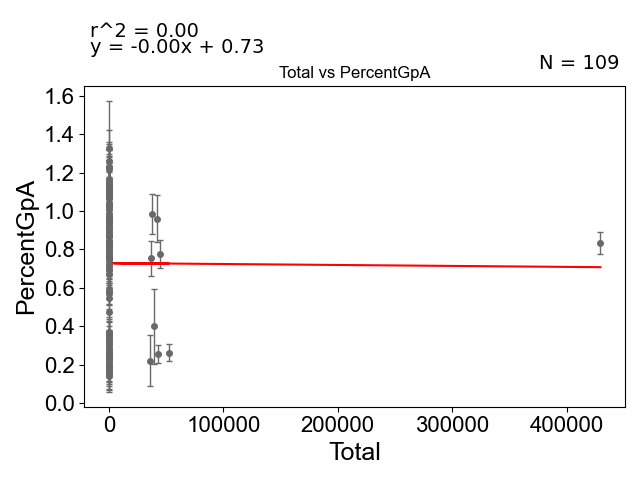 r^2 = 0.00
y = -0.00x + 0.73
N = 109
Total vs PercentGpA
1.6
1.4
1.2
1.0
0.8
0.6
0.4
0.2
0.0
PercentGpA
0 100000 200000 300000 400000
Total